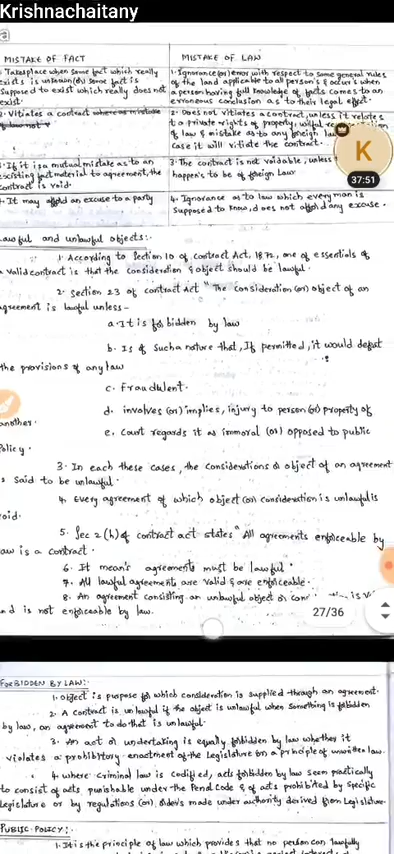 Krishnachaitany
MISTAKE OF FACT
MISTAKE OF LAW
1. Takes place when some fact which really
exists is unknown (or) some fact is
supposed to exist which really does not
exist.
1. Ignorance (or) error with respect to some general rules
of the land applicable to all person's & occur's when
a person having full knowledge of facts comes to an
erroneous conclusion as to their legal effect.
2. Vitiates a contract where as mistake
of law not
2. Does not vitiates a contract, unless it relates
to a private rights of property, wilful
of law & mistake as to any foreign law
case it will vitiate the contract.
K
37:51
3. If it is a mutual mistake as to an
existing fact material to agreement, the
contract is void.
3. The contract is not voidable, unless
happen's to be of foreign Law
4. It may afford an excuse to a party
4. Ignorance as to law which every man is
supposed to know, does not afford any excuse.
awful and unlawful objects:-
1. According to section 10 of contract Act, 1872, one of essentials of
valid contract is that the consideration & object should be lawful.
2. Section 23 of contract Act "The consideration (or) object of an
agreement is lawful unless -
a. It is forbidden by law
b. Is of such a nature that, If permitted, it would defeat
the provisions of any law
c. fraudulent.
d. involves (or) implies, injury to person (or) property of
another.
e. court regards it as immoral (or) opposed to public
olicy.
3. In each these cases, the considerations or object of an agreement
s said to be unlawful.
4. Every agreement of which object (or) consideration is unlawful is
oid.
5. Sec 2(h) of contract act states "All agreements enforceable by
aw is a contract.
6. It mean's agreements must be lawful.
7. All lawful agreements are valid & are enforceable.
8. An agreement consisting an unlawful object or con is v
nd is not enforceable by law.
27/36
FORBIDDEN BY LAW:
1. object is purpose for which consideration is supplied through an agreement.
2. A contract is unlawful if the object is unlawful when something is forbidden
by law, an agreement to do that is unlawful.
3. An act or undertaking is equally forbidden by law whether it
violates a prohibitory enactment of the Legislature or a principle of unwritten law.
4. where criminal law is codified, acts forbidden by law seem practically
to consist of acts punishable under the Penal Code & of acts prohibited by specific
Legislature or by regulations (or) orders made under authority derived from Legislature.
PUBLIC POLICY:
1. It is the principle of law which provides that no person can lawfully